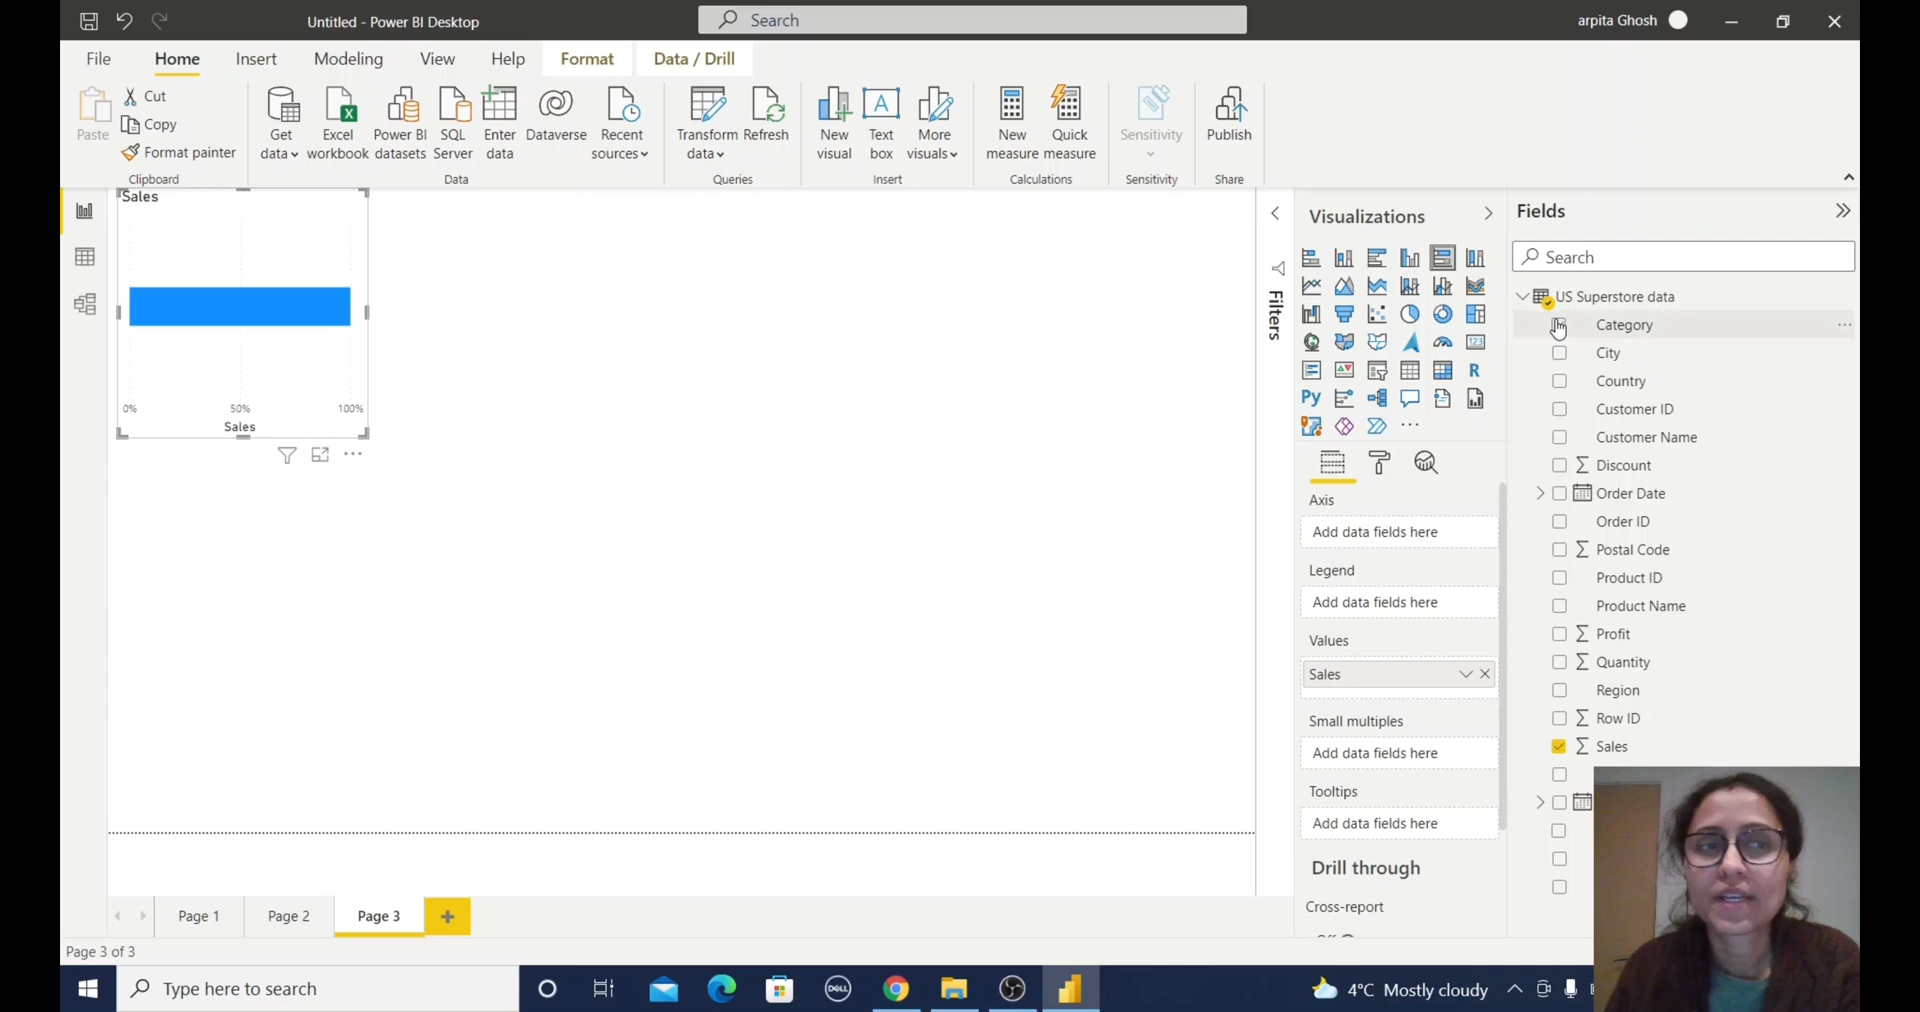 Untitled - Power BI Desktop
Search
arpita Ghosh
File
Home
Insert
Modeling
View
Help
Format
Data / Drill
Paste
Cut
Copy
Format painter
Clipboard
Get data
Excel workbook
Power BI datasets
SQL Server
Enter data
Dataverse
Recent sources
Data
Transform data
Refresh
Queries
New visual
A
Text box
More visuals
Insert
New measure
Quick measure
Calculations
Sensitivity
Sensitivity
Publish
Share
Sales
0%
50%
100%
Sales
Filters
Visualizations
123
R
Py
Axis
Add data fields here
Legend
Add data fields here
Values
Sales
Small multiples
Add data fields here
Tooltips
Add data fields here
Drill through
Cross-report
Fields
Search
US Superstore data
Category
City
Country
Customer ID
Customer Name
Discount
Order Date
Order ID
Postal Code
Product ID
Product Name
Profit
Quantity
Region
Row ID
Sales
Page 1
Page 2
Page 3
Page 3 of 3
Type here to search
DELL
4°C Mostly cloudy